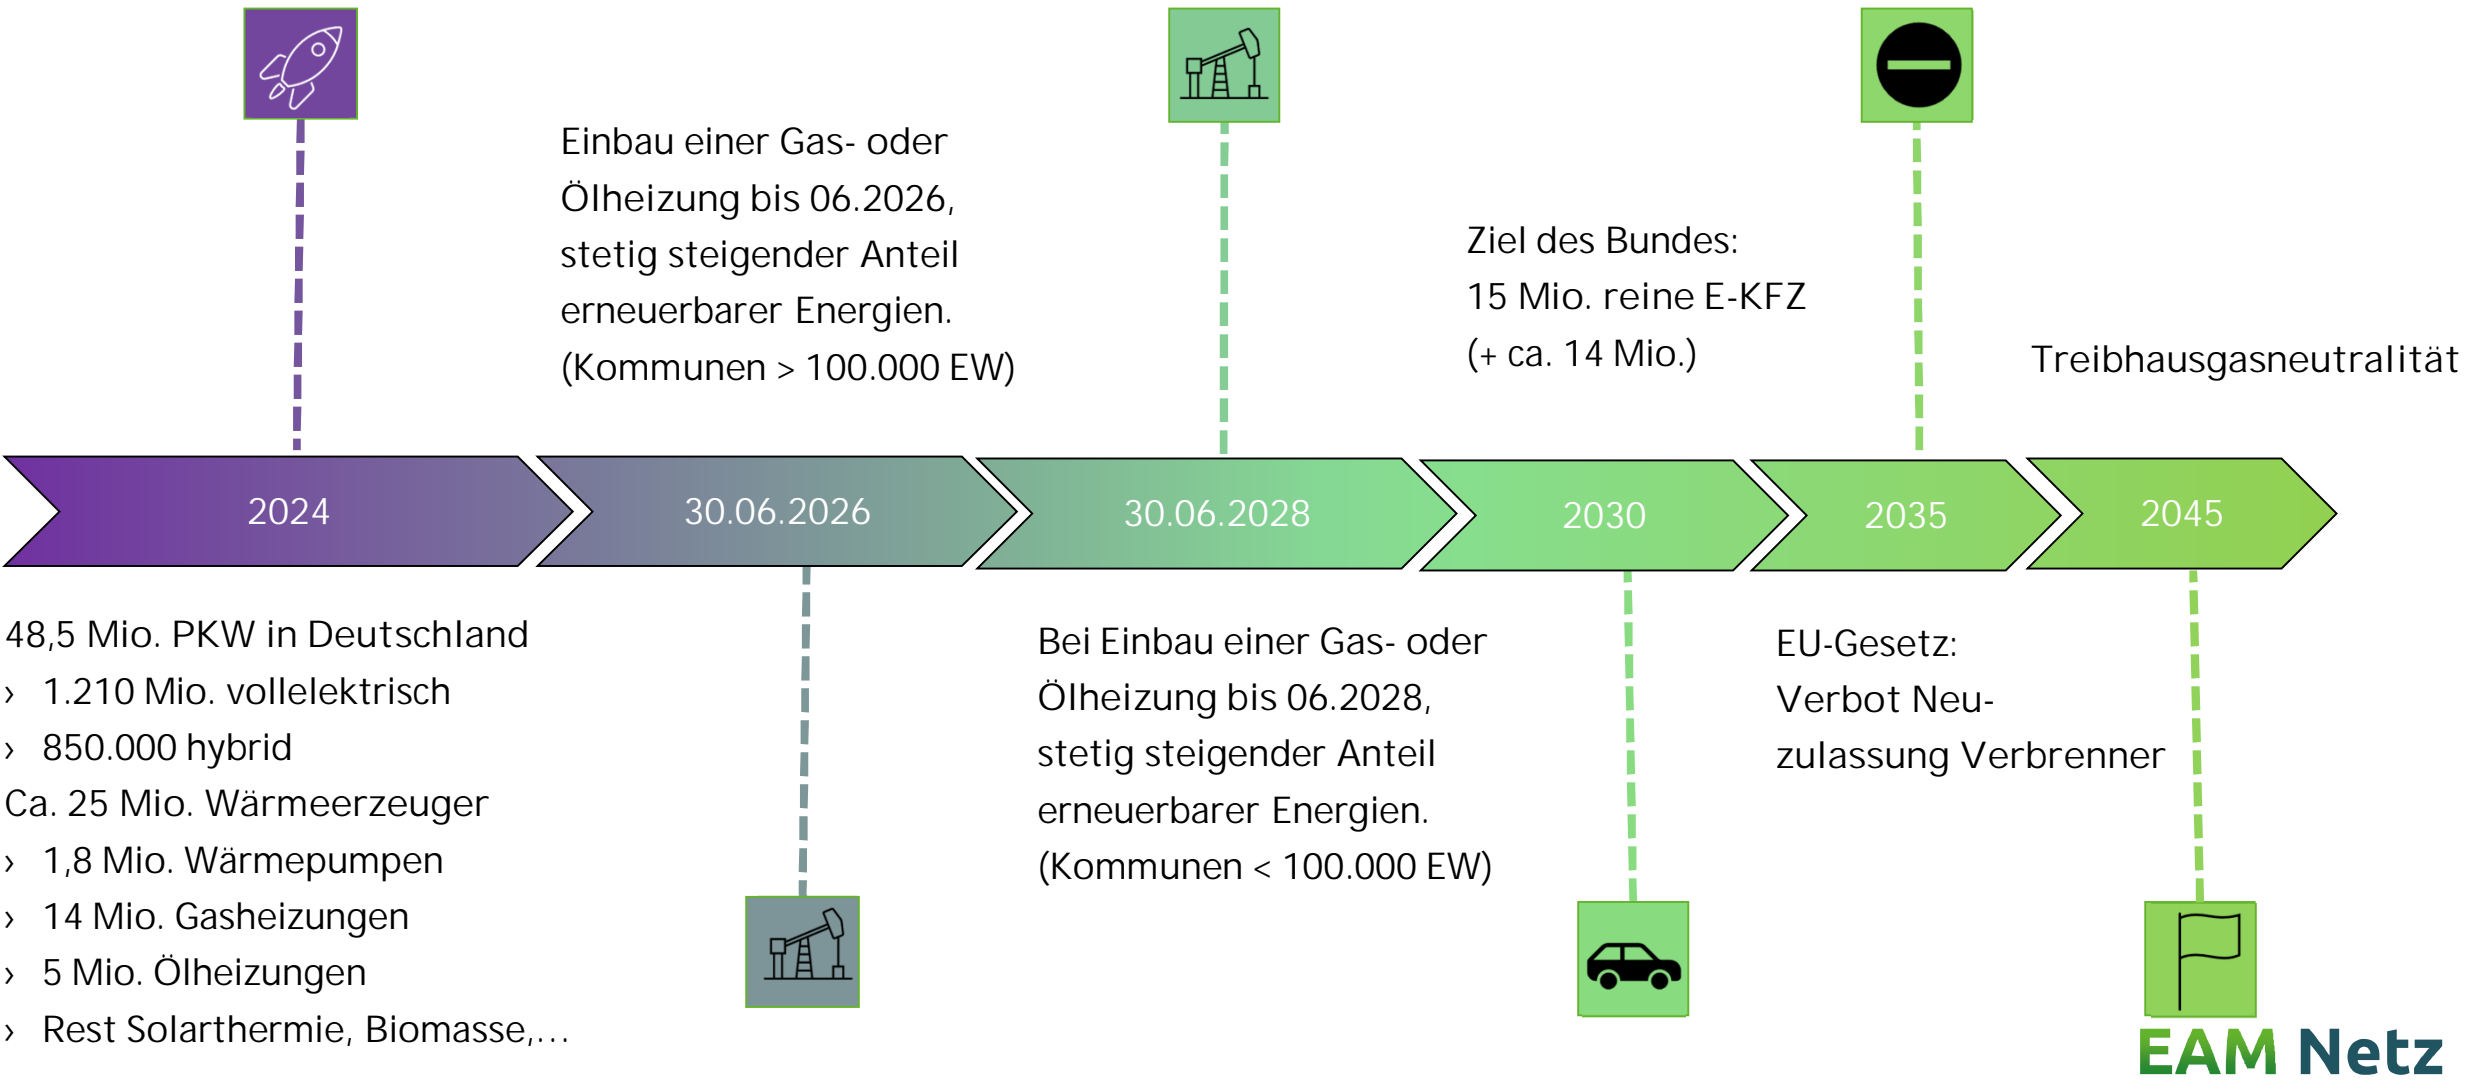 Einbau einer Gas- oder
Ölheizung bis 06.2026,
stetig steigender Anteil
erneuerbarer Energien.
(Kommunen > 100.000 EW)
Ziel des Bundes:
15 Mio. reine E-KFZ
(+ ca. 14 Mio.)
Treibhausgasneutralität
2024
30.06.2026
30.06.2028
2030
2035
2045
48,5 Mio. PKW in Deutschland
› 1.210 Mio. vollelektrisch
› 850.000 hybrid
Ca. 25 Mio. Wärmeerzeuger
› 1,8 Mio. Wärmepumpen
› 14 Mio. Gasheizungen
› 5 Mio. Ölheizungen
› Rest Solarthermie, Biomasse,…
Bei Einbau einer Gas- oder
Ölheizung bis 06.2028,
stetig steigender Anteil
erneuerbarer Energien.
(Kommunen < 100.000 EW)
EU-Gesetz:
Verbot Neu-
zulassung Verbrenner
EAM Netz